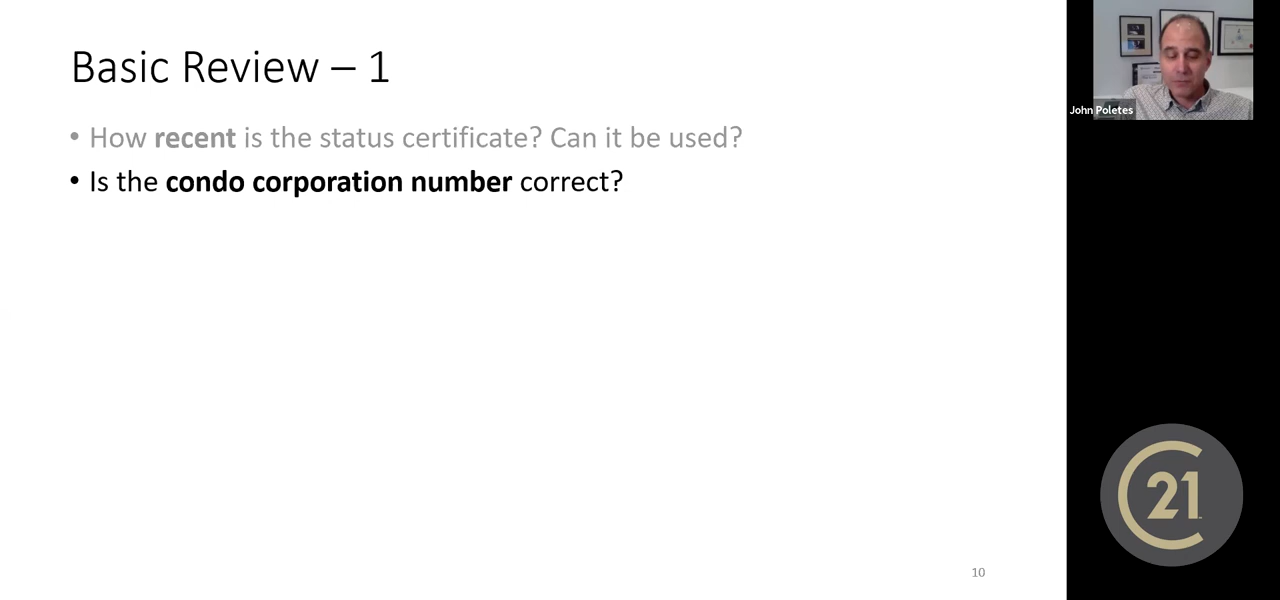 Basic Review – 1
• How recent is the status certificate? Can it be used?
• Is the condo corporation number correct?
10
John Poletes
C21